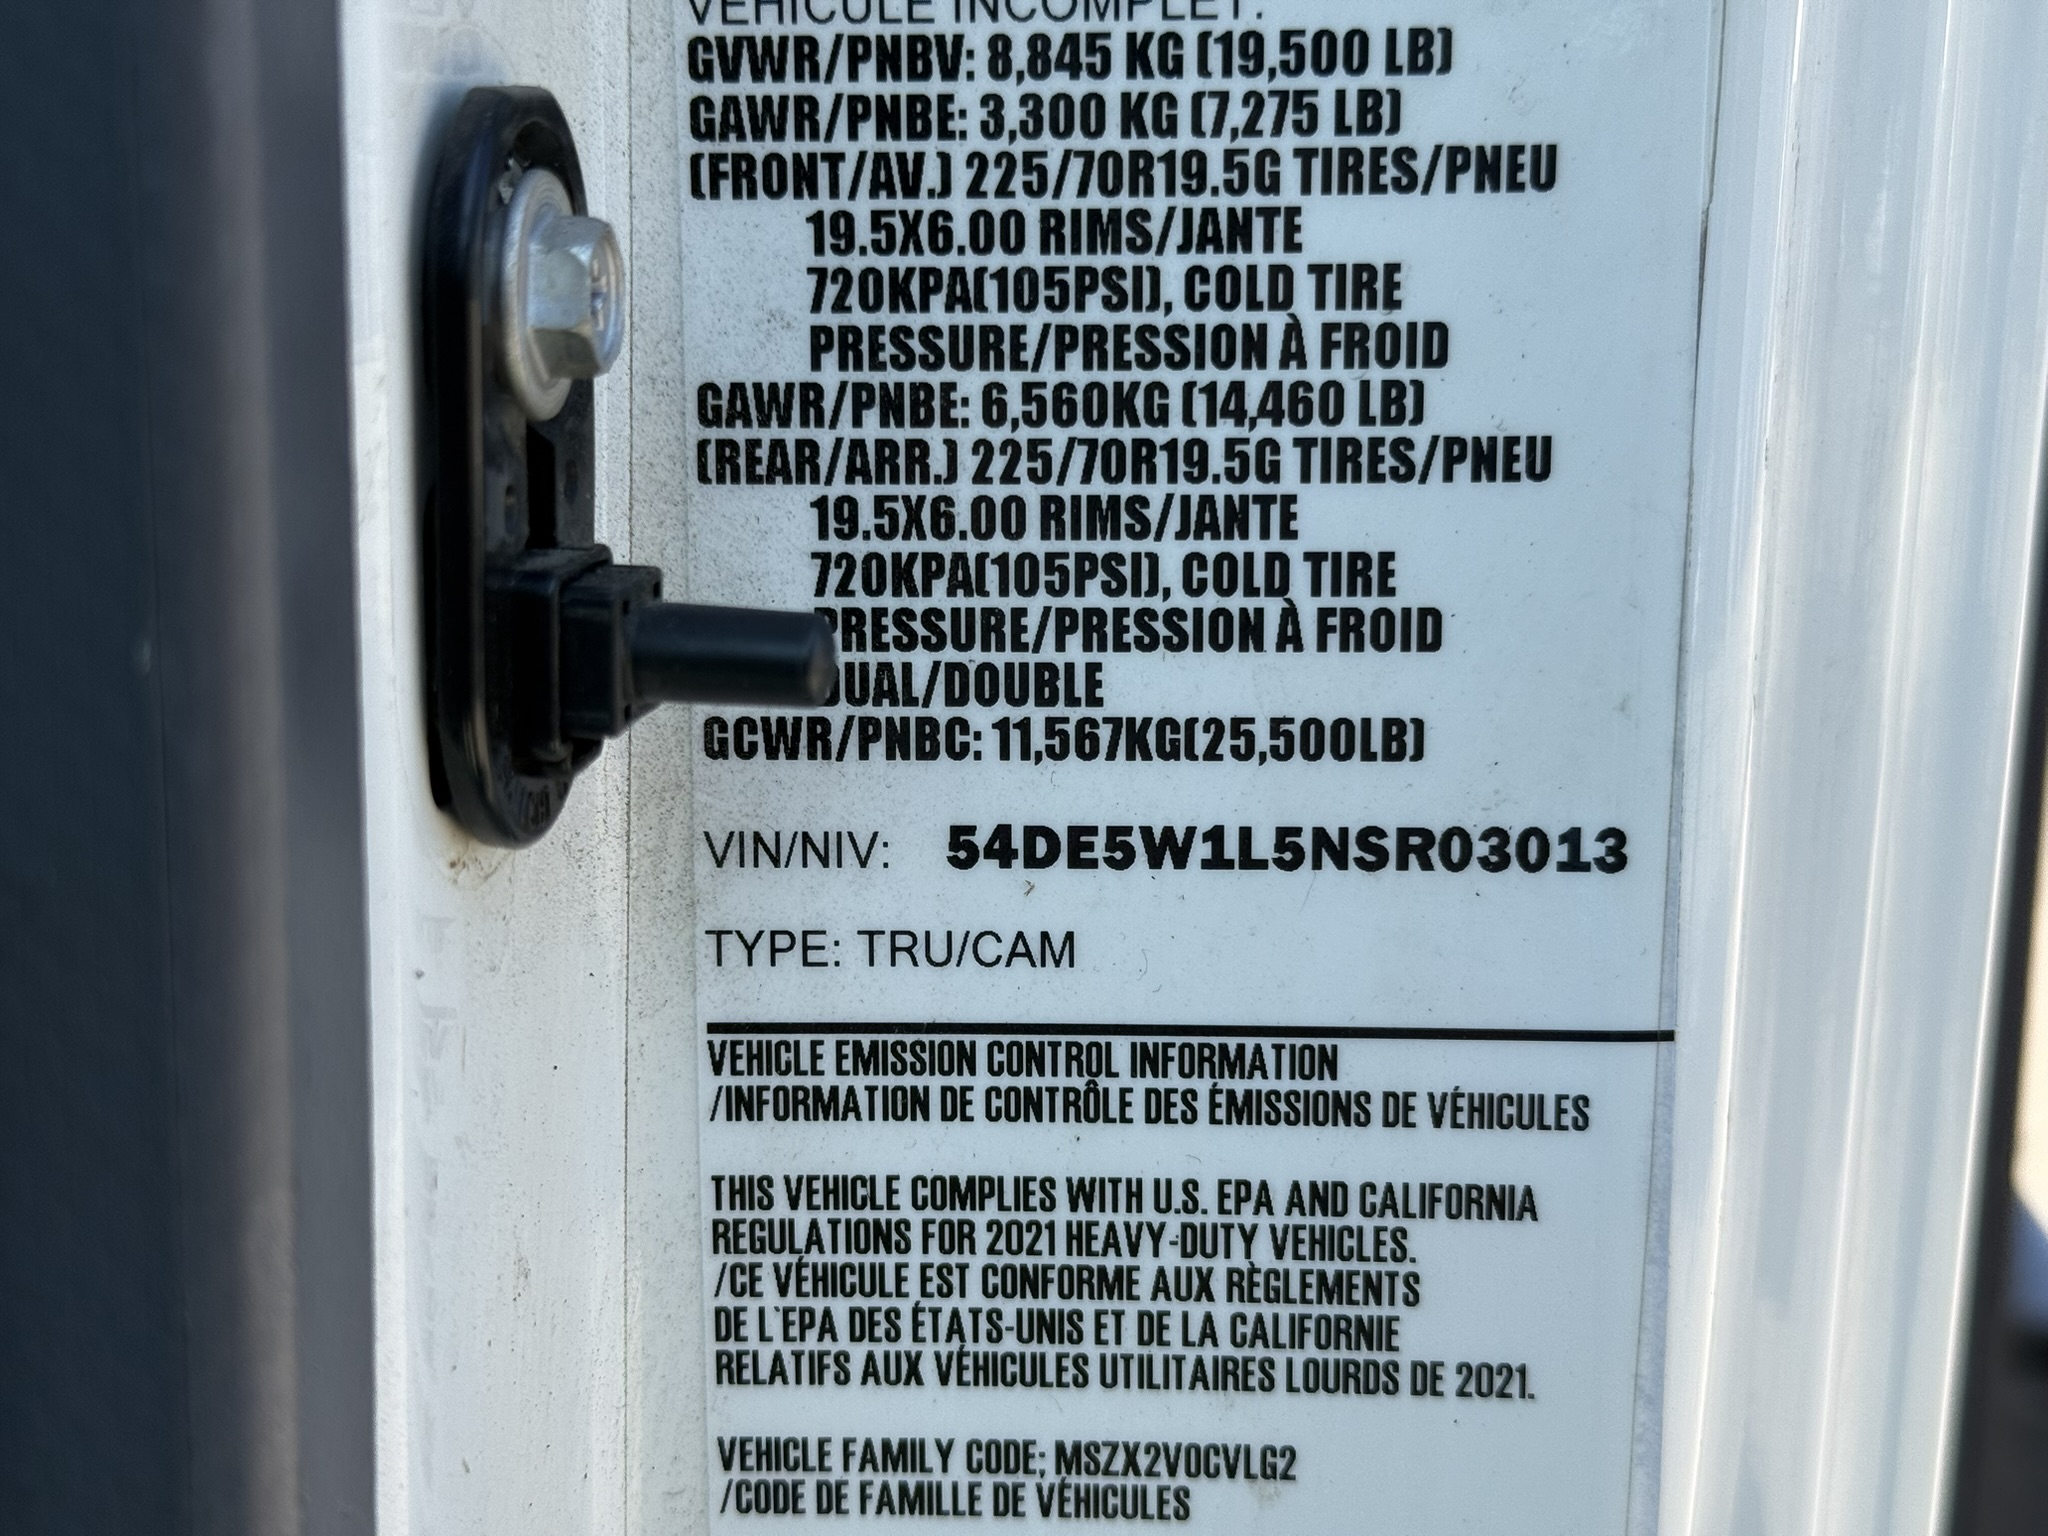 VEHICULE INCOMPLET:
GVWR/PNBV: 8,845 KG (19,500 LB)
GAWR/PNBE: 3,300 KG (7,275 LB)
(FRONT/AV.) 225/70R19.5G TIRES/PNEU
19.5X6.00 RIMS/JANTE
720KPA(105PSI), COLD TIRE
PRESSURE/PRESSION À FROID
GAWR/PNBE: 6,560KG (14,460 LB)
(REAR/ARR.) 225/70R19.5G TIRES/PNEU
19.5X6.00 RIMS/JANTE
720KPA(105PSI), COLD TIRE
PRESSURE/PRESSION À FROID
DUAL/DOUBLE
GCWR/PNBC: 11,567KG(25,500LB)
VIN/NIV: 54DE5W1L5NSR03013
TYPE: TRU/CAM
VEHICLE EMISSION CONTROL INFORMATION
/INFORMATION DE CONTRÔLE DES ÉMISSIONS DE VÉHICULES
THIS VEHICLE COMPLIES WITH U.S. EPA AND CALIFORNIA
REGULATIONS FOR 2021 HEAVY-DUTY VEHICLES.
/CE VÉHICULE EST CONFORME AUX RÈGLEMENTS
DE L'EPA DES ÉTATS-UNIS ET DE LA CALIFORNIE
RELATIFS AUX VÉHICULES UTILITAIRES LOURDS DE 2021.
VEHICLE FAMILY CODE; MSZX2VOCVLG2
/CODE DE FAMILLE DE VÉHICULES